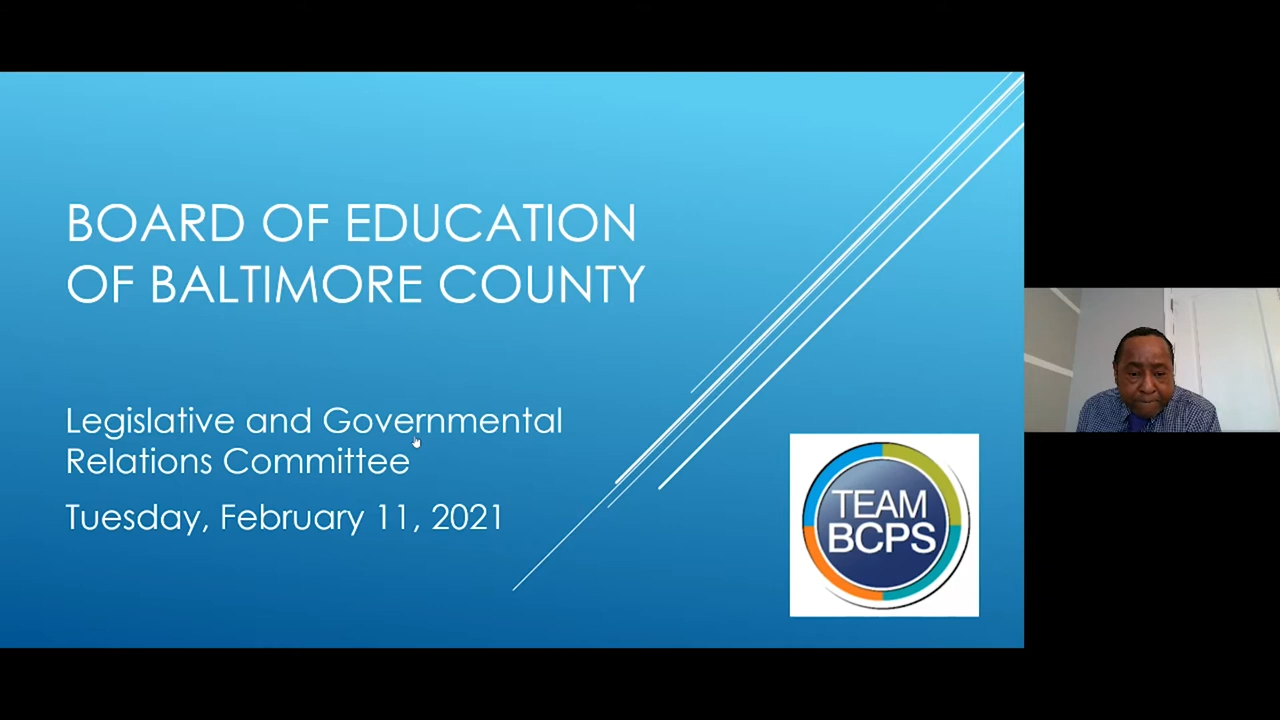 BOARD OF EDUCATION
OF BALTIMORE COUNTY
Legislative and Governmental
Relations Committee
Tuesday, February 11, 2021
TEAM
BCPS